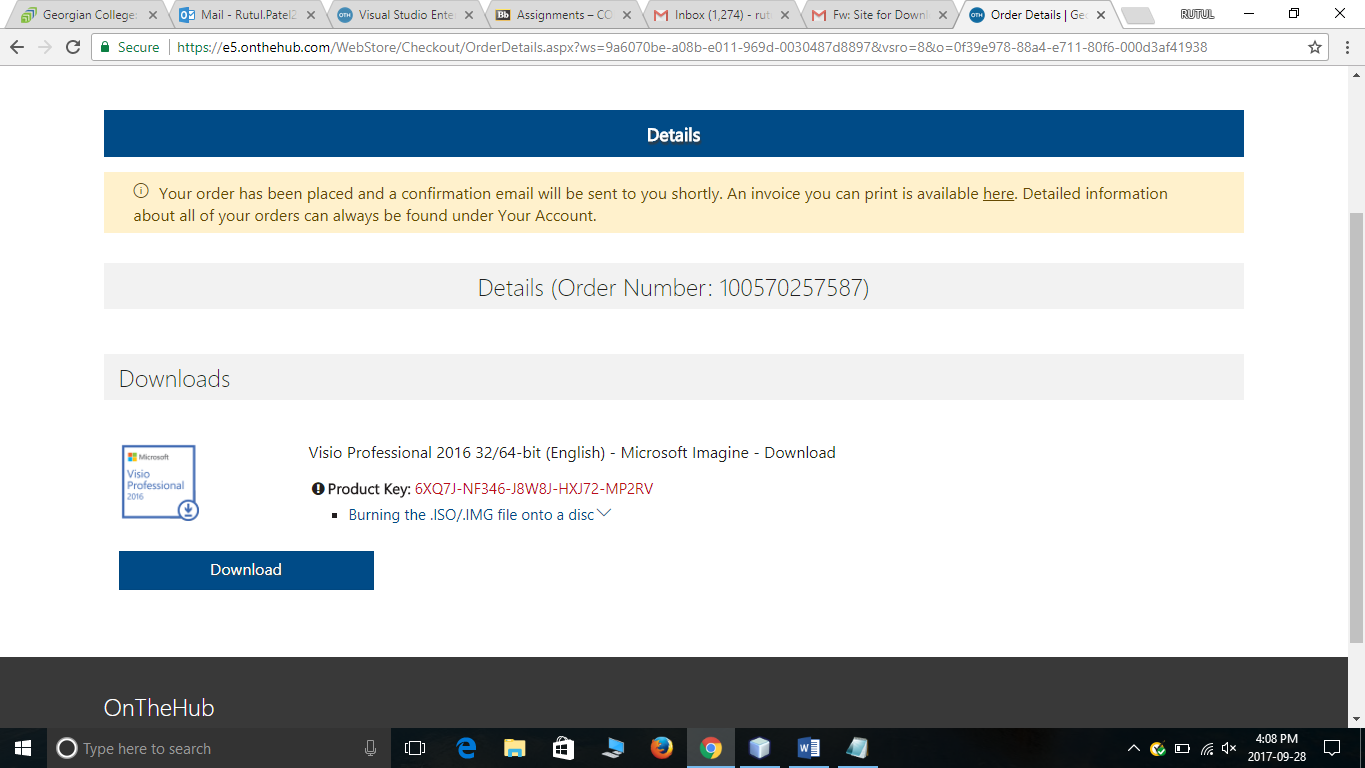 Georgian College:
Mail - Rutul.Patel2
Visual Studio Ente
Assignments – CO
Inbox (1,274) - rut
Fw: Site for Downl
Order Details | Geo
RUTUL
Secure
https://e5.onthehub.com/WebStore/Checkout/OrderDetails.aspx?ws=9a6070be-a08b-e011-969d-0030487d8897&vsro=8&o=0f39e978-88a4-e711-80f6-000d3af41938
Details
Your order has been placed and a confirmation email will be sent to you shortly. An invoice you can print is available here. Detailed information
about all of your orders can always be found under Your Account.
Details (Order Number: 100570257587)
Downloads
Microsoft
Visio
Professional
2016
Visio Professional 2016 32/64-bit (English) - Microsoft Imagine - Download
Product Key: 6XQ7J-NF346-J8W8J-HXJ72-MP2RV
Burning the .ISO/.IMG file onto a disc
Download
OnTheHub
Type here to search
4:08 PM
2017-09-28